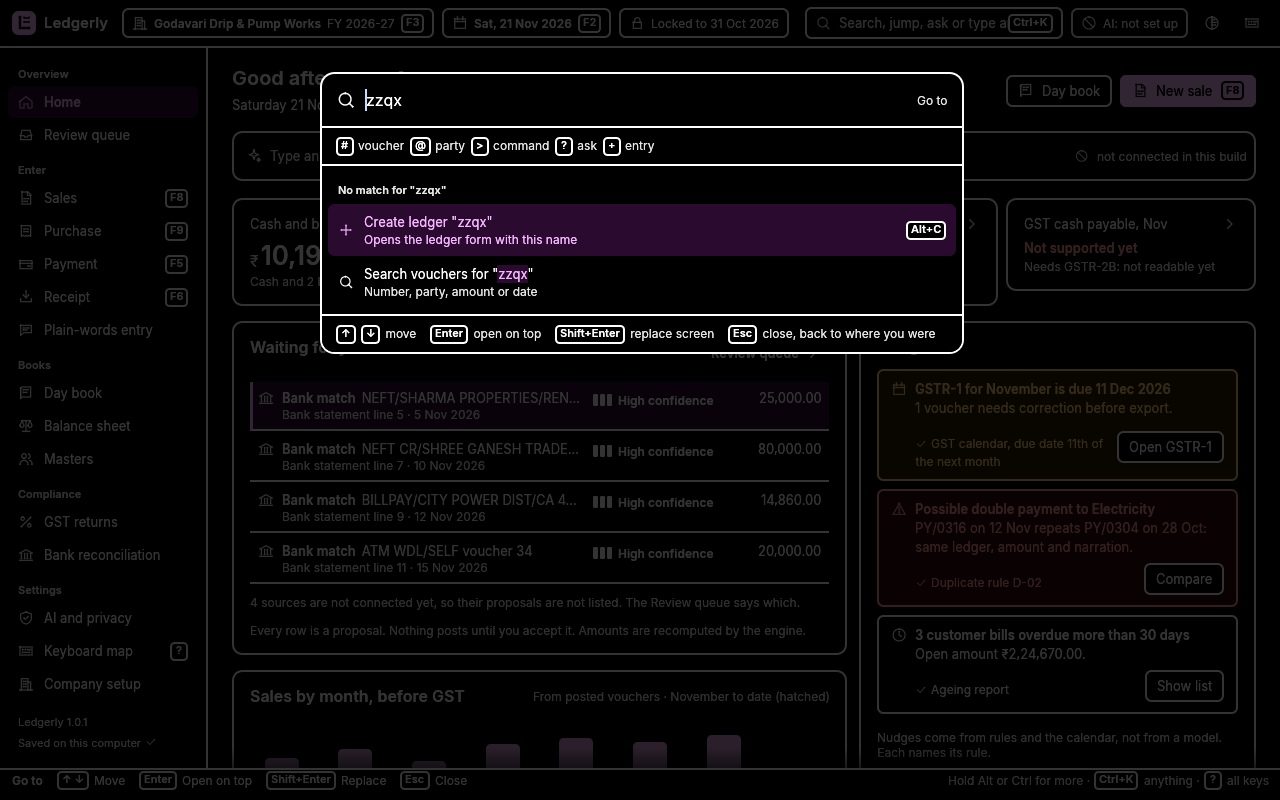 Ledgerly
Godavari Drip & Pump Works FY 2026-27 F3
Sat, 21 Nov 2026 F2
Locked to 31 Oct 2026
Search, jump, ask or type a Ctrl+K
AI: not set up
Overview
Home
Review queue
Enter
Sales F8
Purchase F9
Payment F5
Receipt F6
Plain-words entry
Books
Day book
Balance sheet
Masters
Compliance
GST returns
Bank reconciliation
Settings
AI and privacy
Keyboard map ?
Company setup
Ledgerly 1.0.1
Saved on this computer
Good after
Saturday 21 No
Day book
New sale F8
zzqx
Go to
# voucher @ party > command ? ask + entry
No match for "zzqx"
Create ledger "zzqx"
Opens the ledger form with this name
Alt+C
Search vouchers for "zzqx"
Number, party, amount or date
↑ ↓ move Enter open on top Shift+Enter replace screen Esc close, back to where you were
Type an
not connected in this build
Cash and b
₹10,19
Cash and 2 b
GST cash payable, Nov
Not supported yet
Needs GSTR-2B: not readable yet
Waiting fo
Review queue
Bank match NEFT/SHARMA PROPERTIES/REN... High confidence 25,000.00
Bank statement line 5 · 5 Nov 2026
Bank match NEFT CR/SHREE GANESH TRADE... High confidence 80,000.00
Bank statement line 7 · 10 Nov 2026
Bank match BILLPAY/CITY POWER DIST/CA 4... High confidence 14,860.00
Bank statement line 9 · 12 Nov 2026
Bank match ATM WDL/SELF voucher 34 High confidence 20,000.00
Bank statement line 11 · 15 Nov 2026
4 sources are not connected yet, so their proposals are not listed. The Review queue says which.
Every row is a proposal. Nothing posts until you accept it. Amounts are recomputed by the engine.
Sales by month, before GST
From posted vouchers · November to date (hatched)
GSTR-1 for November is due 11 Dec 2026
1 voucher needs correction before export.
✓ GST calendar, due date 11th of
the next month
Open GSTR-1
Possible double payment to Electricity
PY/0316 on 12 Nov repeats PY/0304 on 28 Oct:
same ledger, amount and narration.
✓ Duplicate rule D-02
Compare
3 customer bills overdue more than 30 days
Open amount ₹2,24,670.00.
✓ Ageing report
Show list
Nudges come from rules and the calendar, not from a model.
Each names its rule.
Go to ↑↓ Move Enter Open on top Shift+Enter Replace Esc Close
Hold Alt or Ctrl for more · Ctrl+K anything · ? all keys